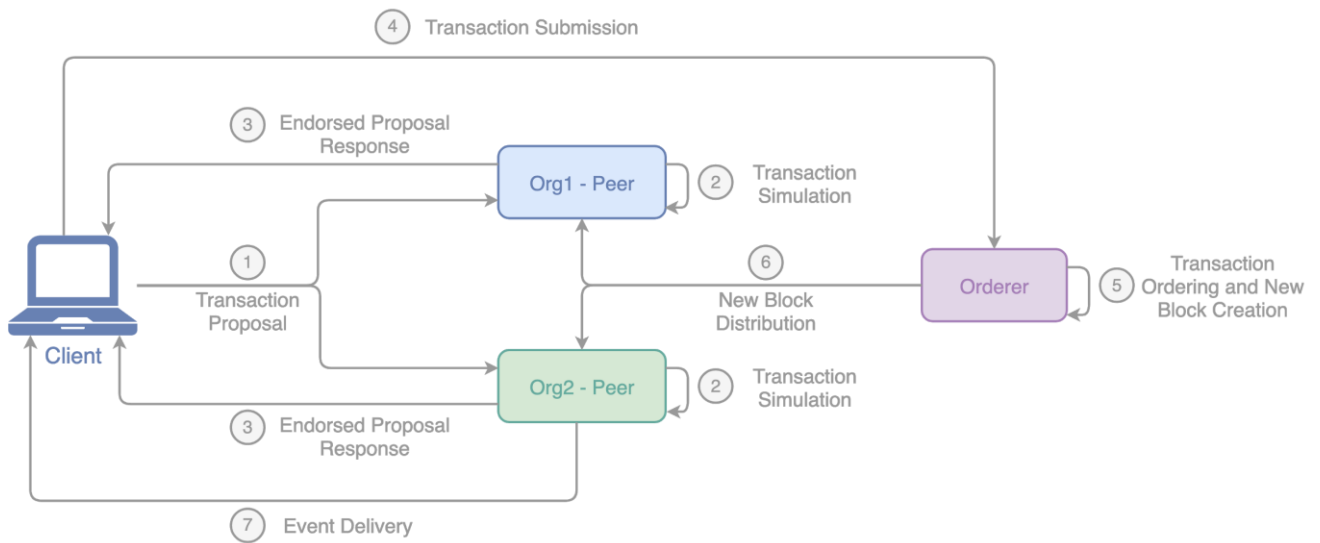 4 Transaction Submission
3 Endorsed Proposal
Response
Org1 - Peer
2 Transaction
Simulation
1
Transaction
Proposal
Client
6
New Block
Distribution
Orderer
5 Transaction
Ordering and New
Block Creation
Org2 - Peer
2 Transaction
Simulation
3 Endorsed Proposal
Response
7 Event Delivery